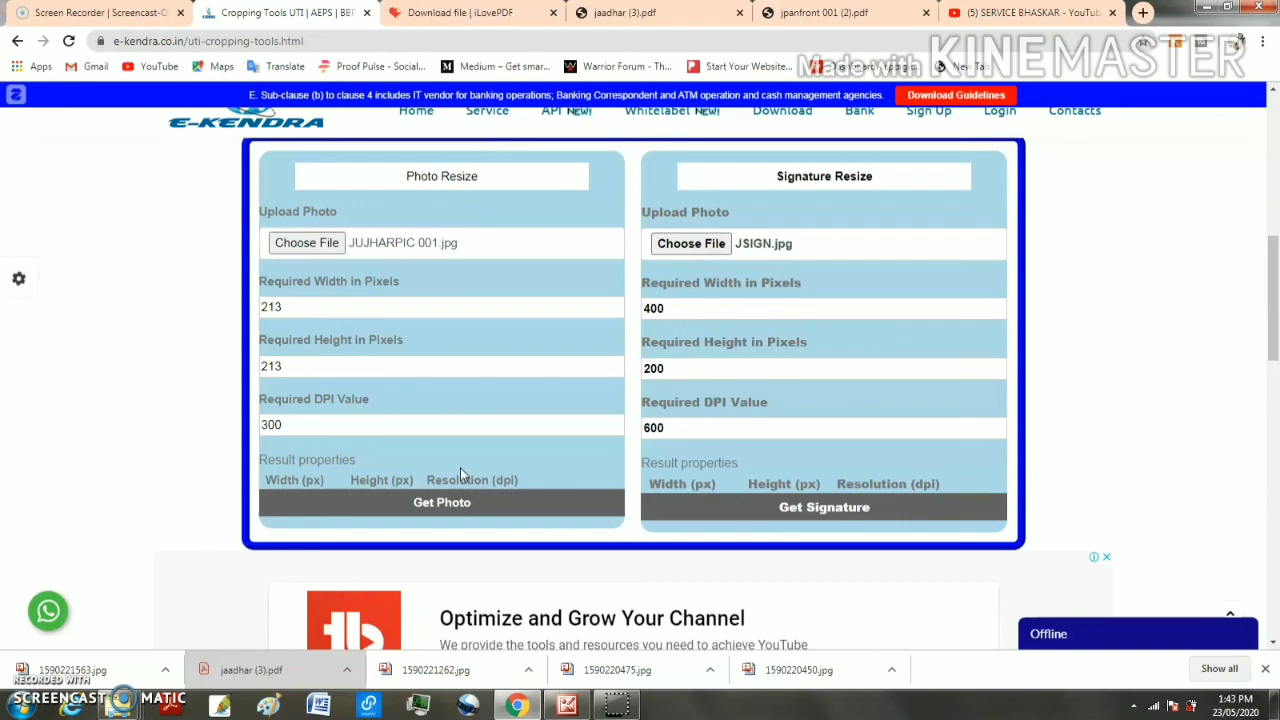 Screen Recorder | Screencast-O
Cropping Tools UTI | AEPS | BBP
Download file | iLovePDF
jaadhar (3).pdf
jpanfront 001 (2).pdf
(5) SERVICE BHASKAR - YouTub
e-kendra.co.in/uti-cropping-tools.html
Made with KINEMASTER
Apps
Gmail
YouTube
Maps
Translate
Proof Pulse - Social...
Medium – Get smar...
Warrior Forum - Th...
Start Your Website...
New Tab
E. Sub-clause (b) to clause 4 includes IT vendor for banking operations; Banking Correspondent and ATM operation and cash management agencies.
Download Guidelines
E-KENDRA
Home
Service
API NEW!
Whitelabel NEW!
Download
Bank
Sign Up
Login
Contacts
Photo Resize
Upload Photo
Choose File JUJHARPIC 001.jpg
Required Width in Pixels
213
Required Height in Pixels
213
Required DPI Value
300
Result properties
Width (px) Height (px) Resolution (dpi)
Get Photo
Signature Resize
Upload Photo
Choose File JSIGN.jpg
Required Width in Pixels
400
Required Height in Pixels
200
Required DPI Value
600
Result properties
Width (px) Height (px) Resolution (dpi)
Get Signature
Optimize and Grow Your Channel
We provide the tools and resources you need to achieve YouTube
Offline
1590221563.jpg
jaadhar (3).pdf
1590221262.jpg
1590220475.jpg
1590220450.jpg
Show all
RECORDED WITH
SCREENCAST MATIC
1:43 PM
23/05/2020